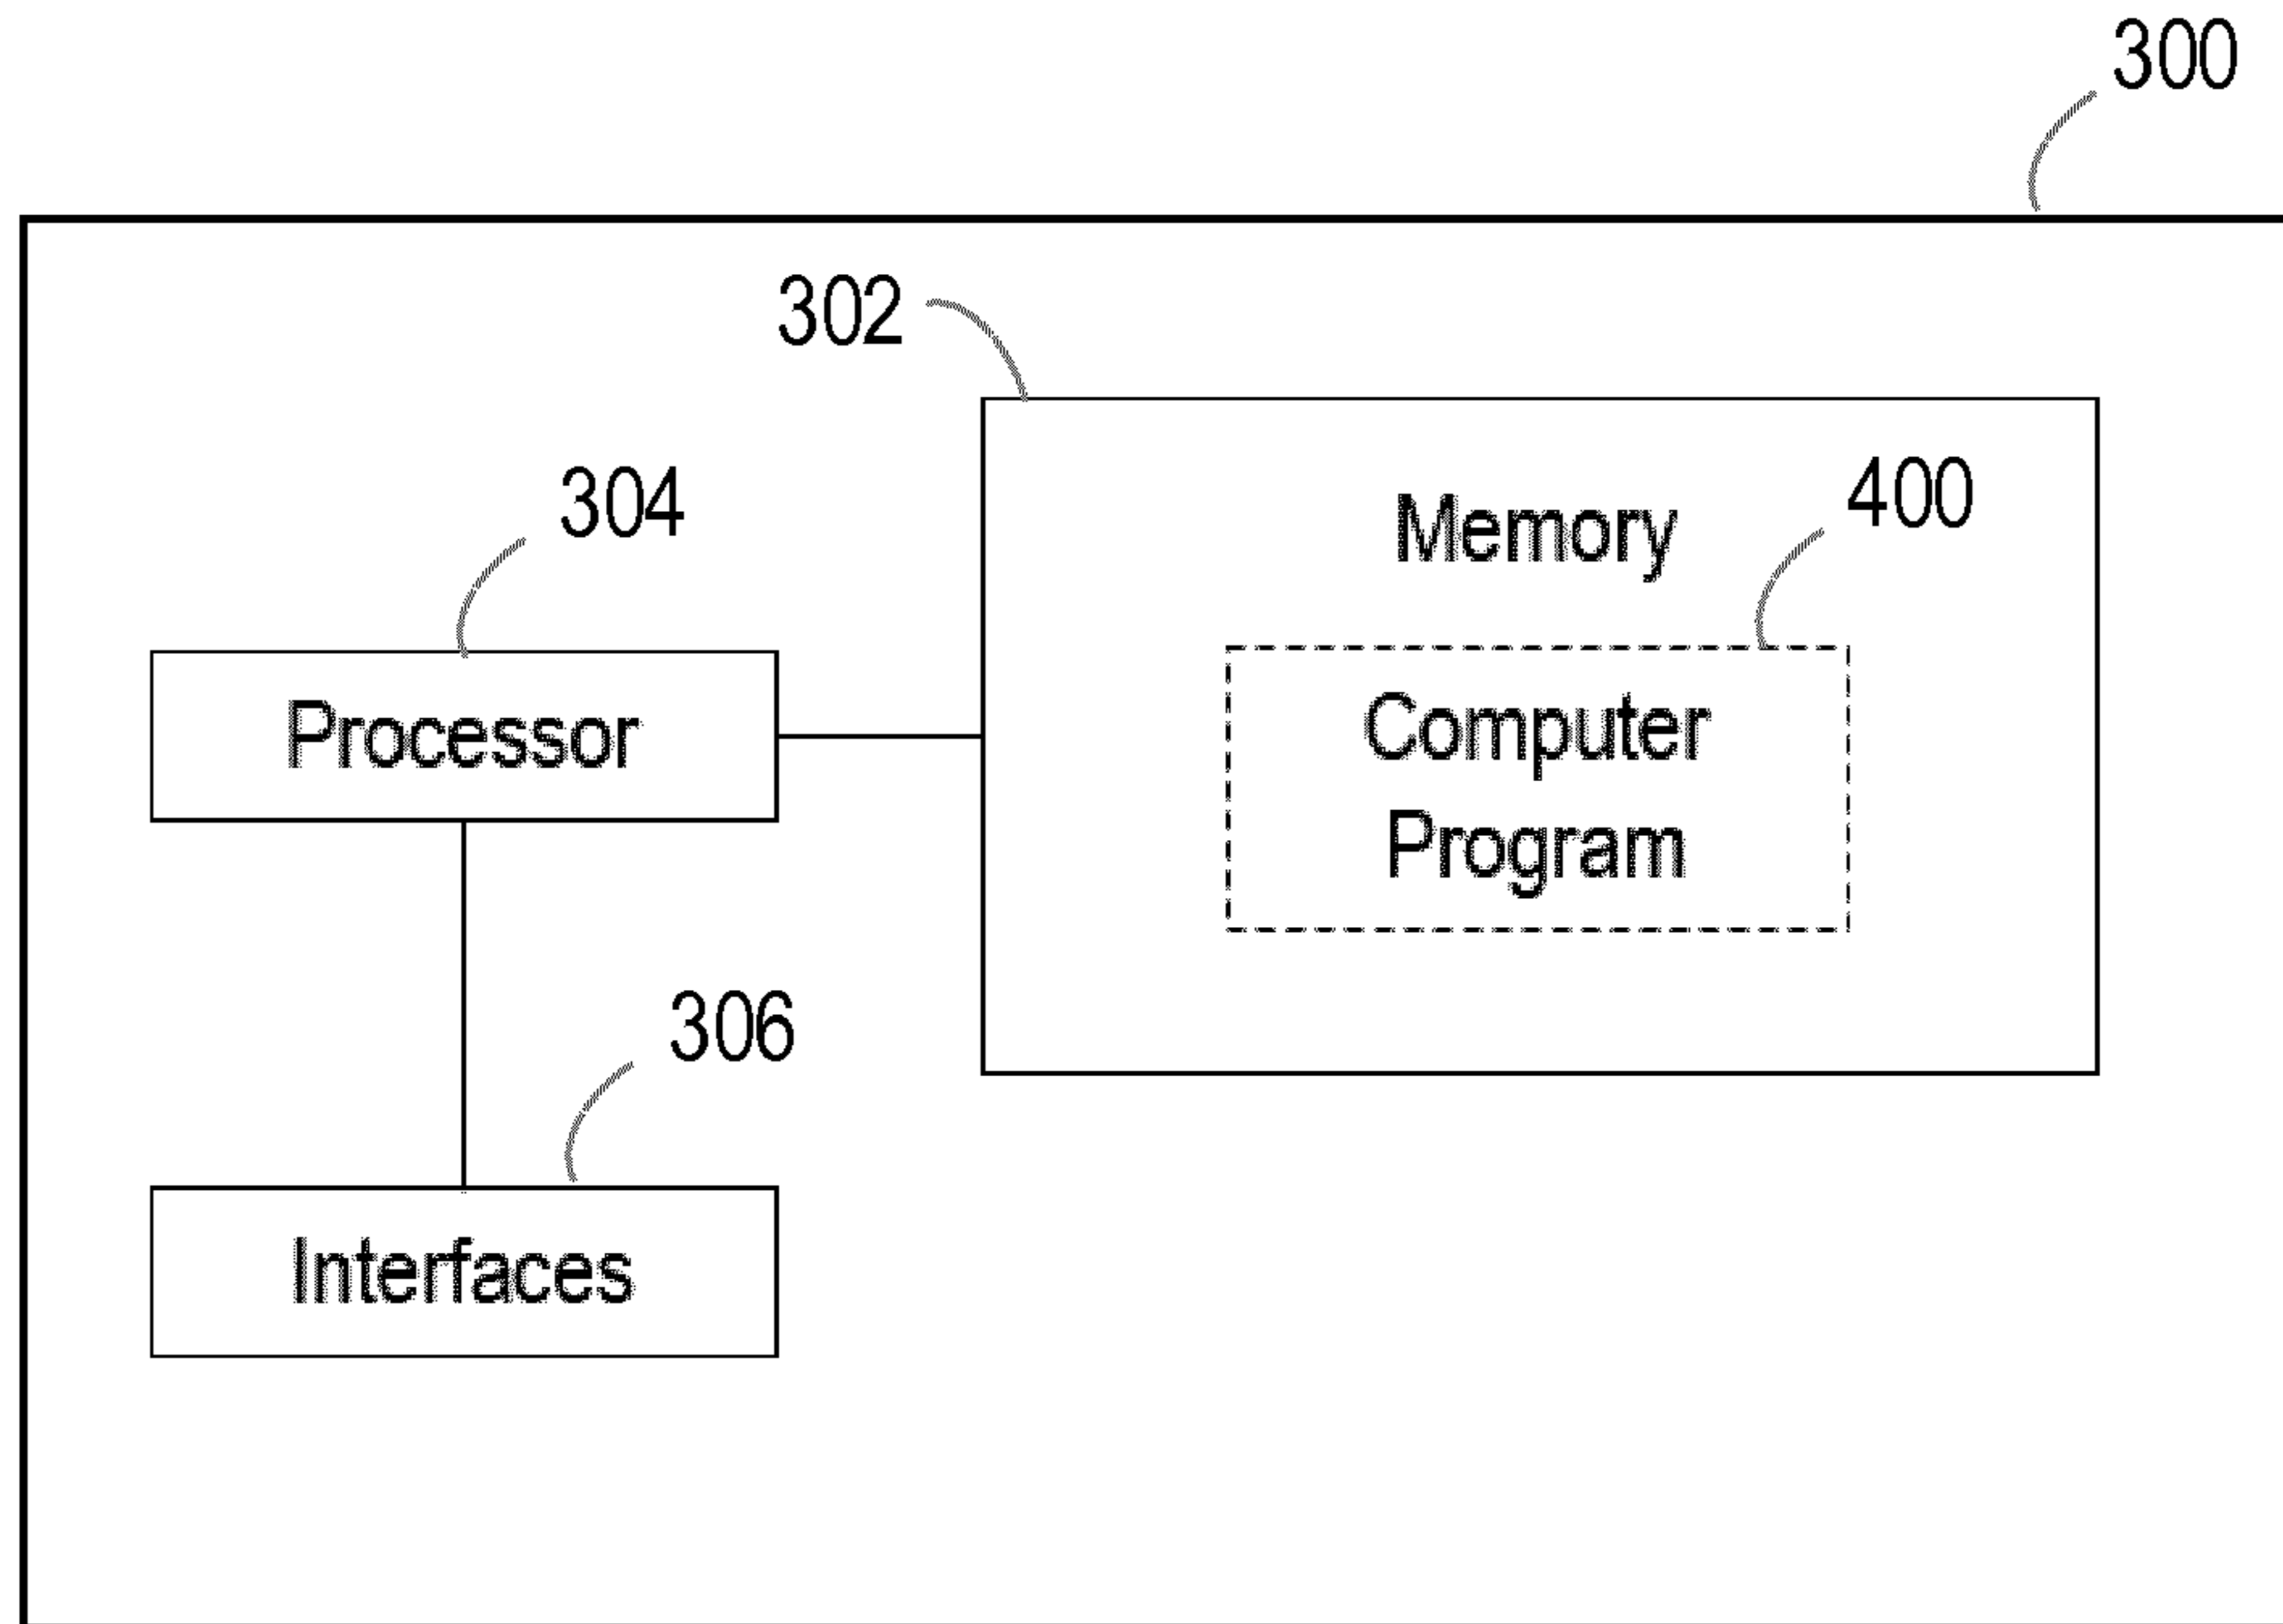 300
302
304
Memory
400
Processor
Computer
Program
306
Interfaces